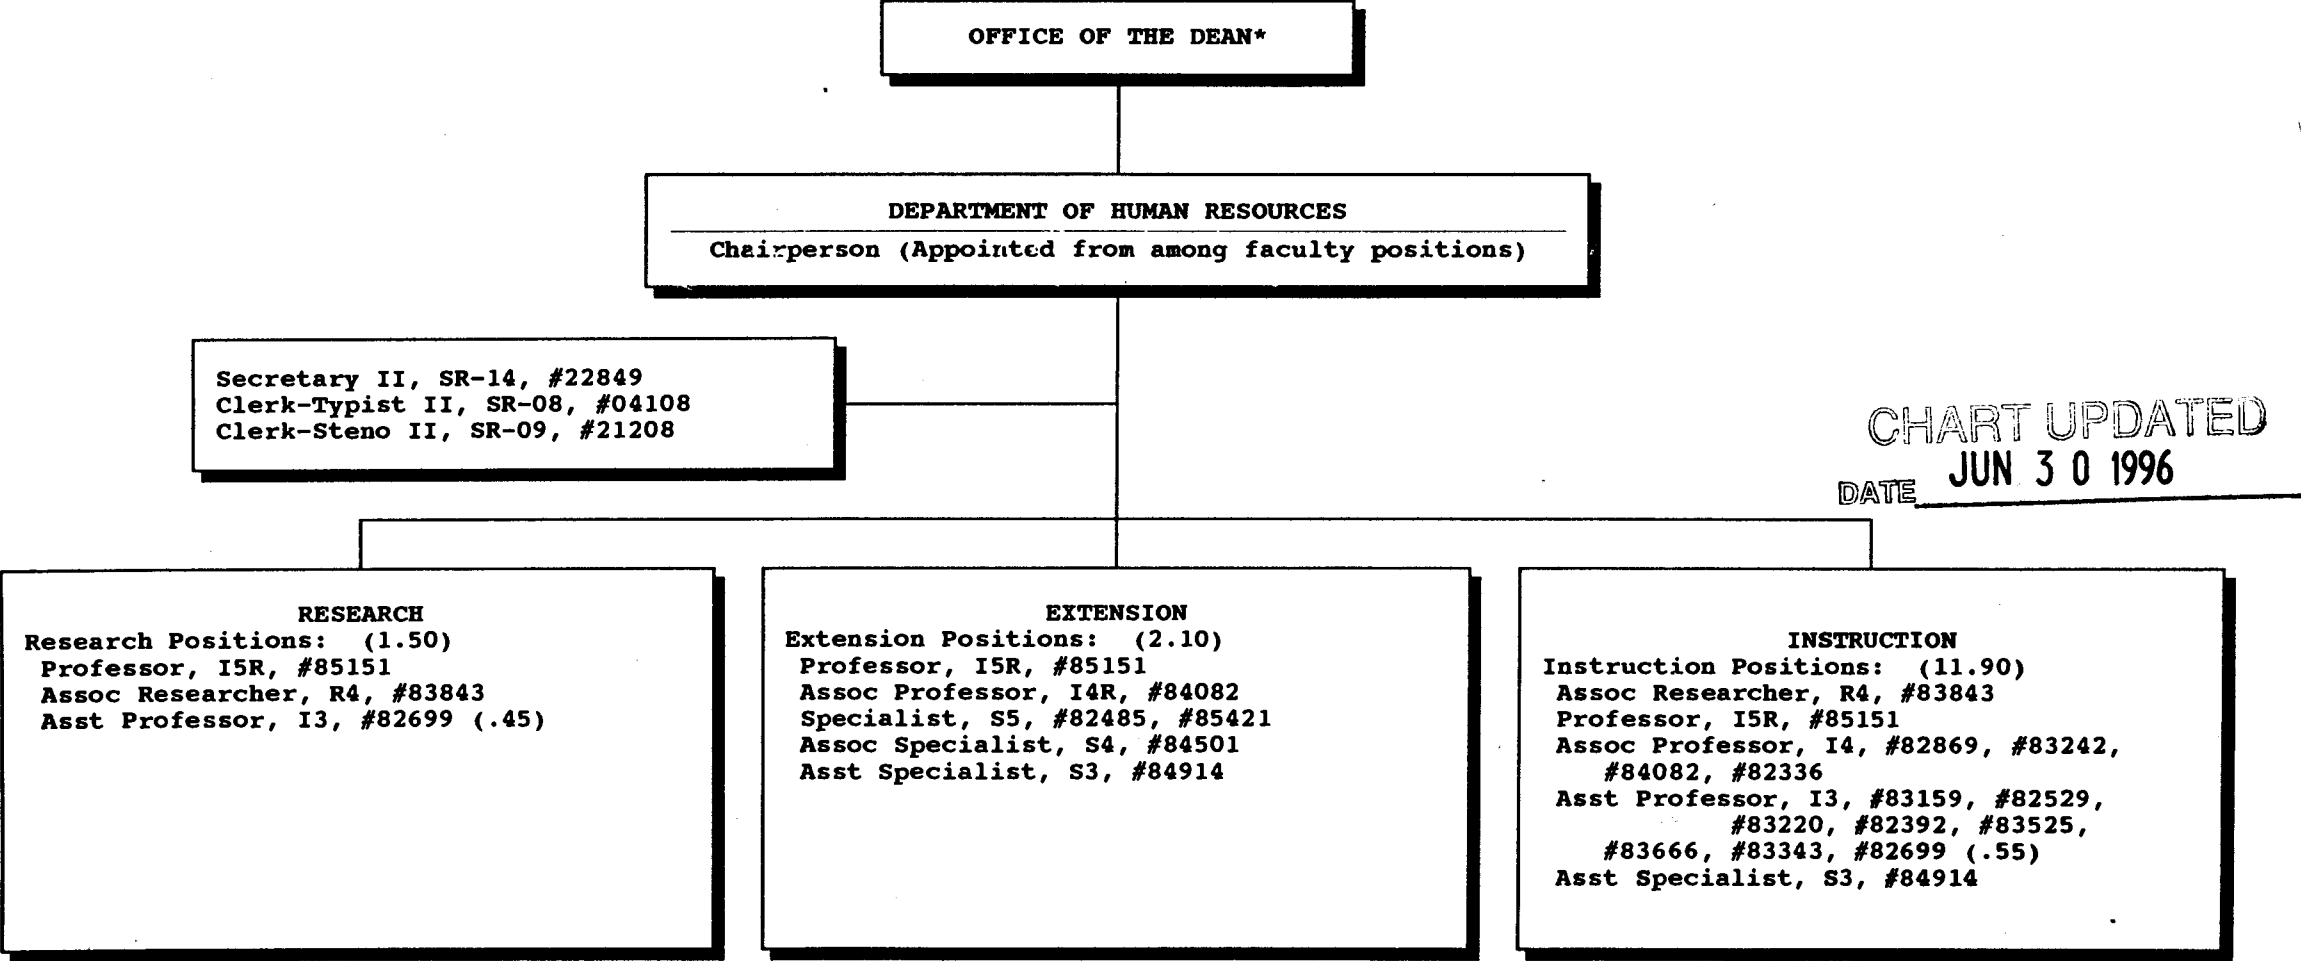 OFFICE OF THE DEAN*
DEPARTMENT OF HUMAN RESOURCES
Chairperson (Appointed from among faculty positions)
Secretary II, SR-14, #22849
Clerk-Typist II, SR-08, #04108
Clerk-Steno II, SR-09, #21208
CHART UPDATED
DATE JUN 30 1996
RESEARCH
Research Positions: (1.50)
Professor, I5R, #85151
Assoc Researcher, R4, #83843
Asst Professor, I3, #82699 (.45)
EXTENSION
Extension Positions: (2.10)
Professor, I5R, #85151
Assoc Professor, I4R, #84082
Specialist, S5, #82485, #85421
Assoc Specialist, S4, #84501
Asst Specialist, S3, #84914
INSTRUCTION
Instruction Positions: (11.90)
Assoc Researcher, R4, #83843
Professor, I5R, #85151
Assoc Professor, I4, #82869, #83242,
#84082, #82336
Asst Professor, I3, #83159, #82529,
#83220, #82392, #83525,
#83666, #83343, #82699 (.55)
Asst Specialist, S3, #84914